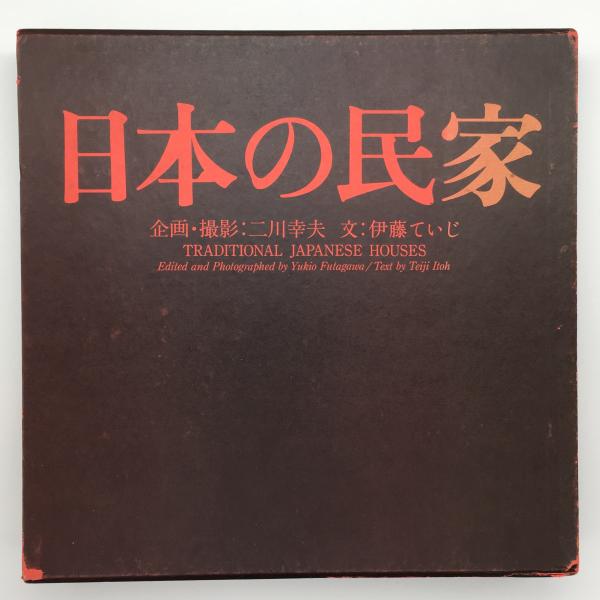 日本の民家
企画・撮影:二川幸夫 文:伊藤ていじ
TRADITIONAL JAPANESE HOUSES
Edited and Photographed by Yukio Futagawa / Text by Teiji Itoh